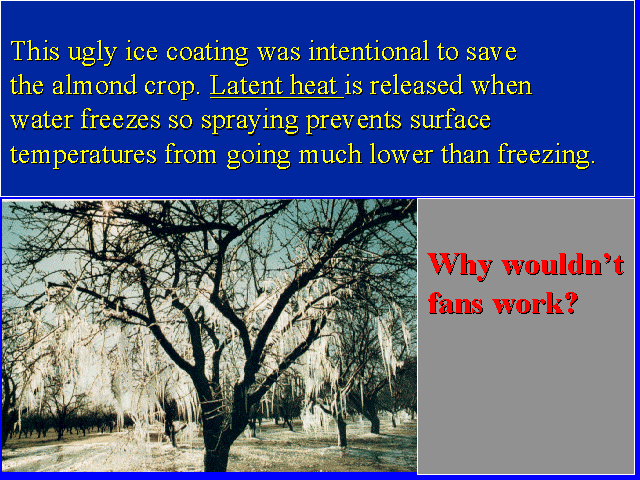 This ugly ice coating was intentional to save
the almond crop. Latent heat is released when
water freezes so spraying prevents surface
temperatures from going much lower than freezing.
Why wouldn't
fans work?